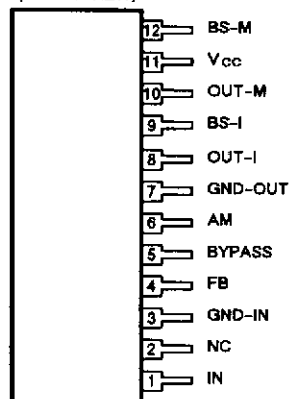 12 BS-M
11 Vcc
10 OUT-M
9 BS-I
8 OUT-I
7 GND-OUT
6 AM
5 BYPASS
4 FB
3 GND-IN
2 NC
1 IN